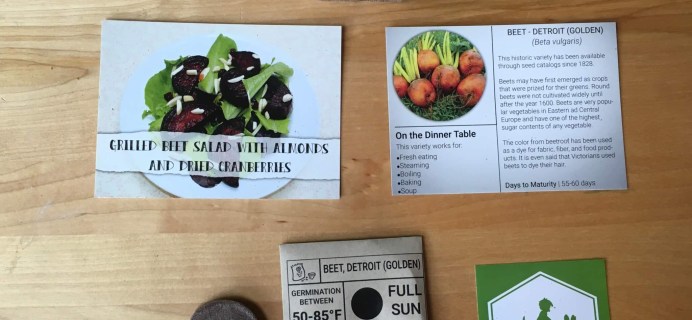 GRILLED BEET SALAD WITH ALMONDS
AND DRIED CRANBERRIES
BEET - DETROIT (GOLDEN)
(Beta vulgaris)
This historic variety has been available
through seed catalogs since 1828.
Beets may have first emerged as crops
that were prized for their greens. Round
beets were not cultivated widely until
after the year 1600. Beets are very popu-
lar vegetables in Eastern ad Central
Europe and have one of the highest
sugar contents of any vegetable.
The color from beetroot has been used
as a dye for fabric, fiber, and food prod-
ucts. It is even said that Victorians used
beets to dye their hair.
Days to Maturity | 55-60 days
On the Dinner Table
This variety works for:
•Fresh eating
•Steaming
•Boiling
•Baking
•Soup
BEET, DETROIT (GOLDEN)
GERMINATION
BETWEEN
50-85°F
FULL
SUN